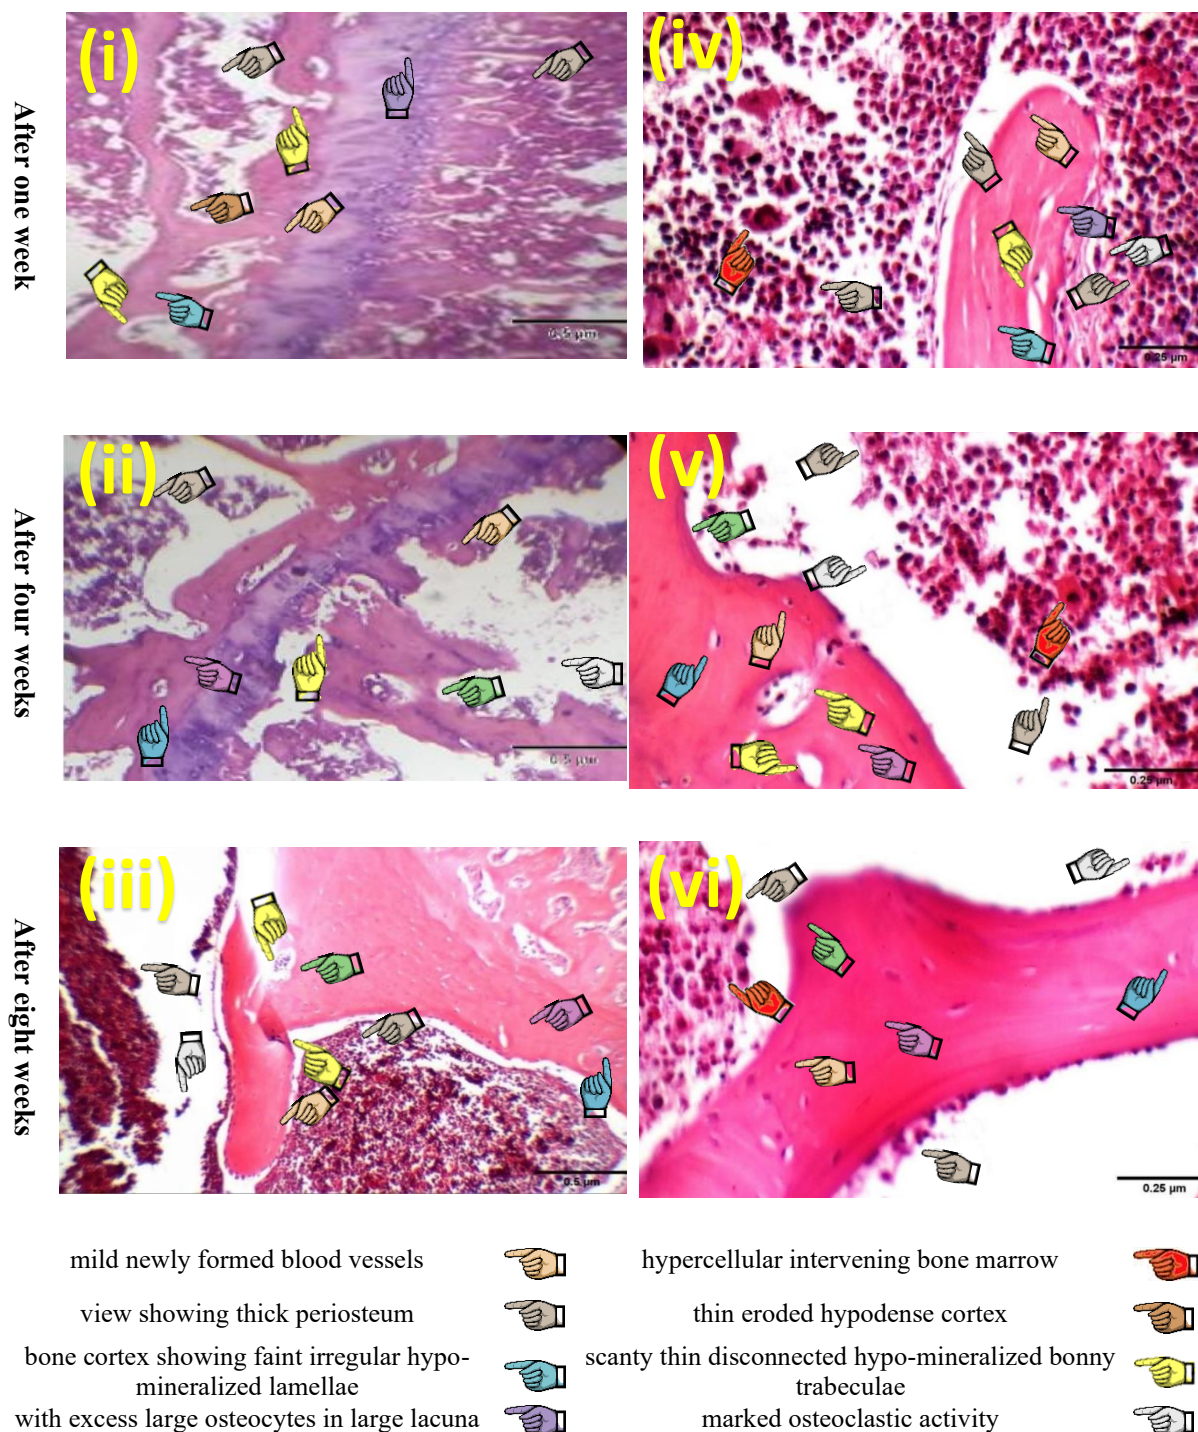 After one week
(i)
0.5 µm
(iv)
0.25 µm
After four weeks
(ii)
0.5 µm
(v)
0.25 µm
After eight weeks
(iii)
0.5 µm
(vi)
0.25 µm
mild newly formed blood vessels
hypercellular intervening bone marrow
view showing thick periosteum
thin eroded hypodense cortex
bone cortex showing faint irregular hypo-
mineralized lamellae
scanty thin disconnected hypo-mineralized bonny
trabeculae
with excess large osteocytes in large lacuna
marked osteoclastic activity